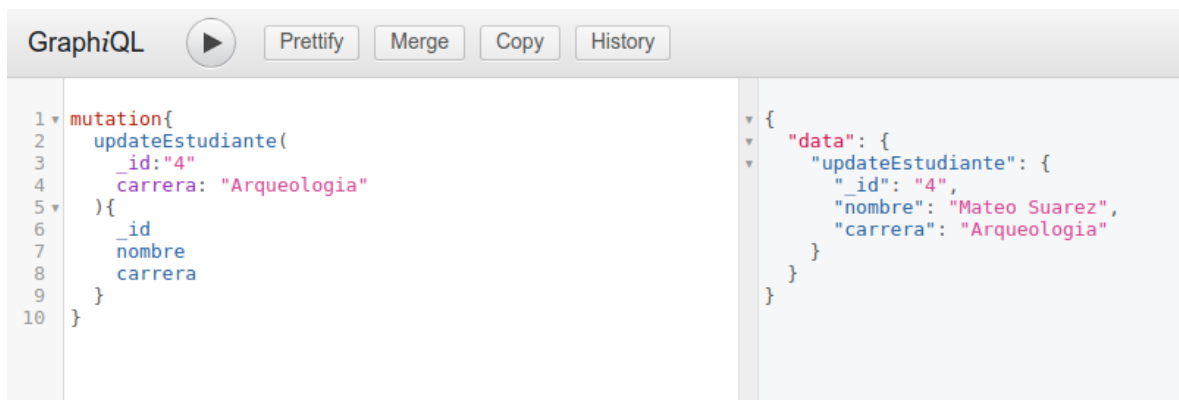 GraphiQL Prettify Merge Copy History
1 mutation{
2 updateEstudiante(
3 _id:"4"
4 carrera: "Arqueologia"
5 ){
6 _id
7 nombre
8 carrera
9 }
10 }
{
"data": {
"updateEstudiante": {
"_id": "4",
"nombre": "Mateo Suarez",
"carrera": "Arqueologia"
}
}
}